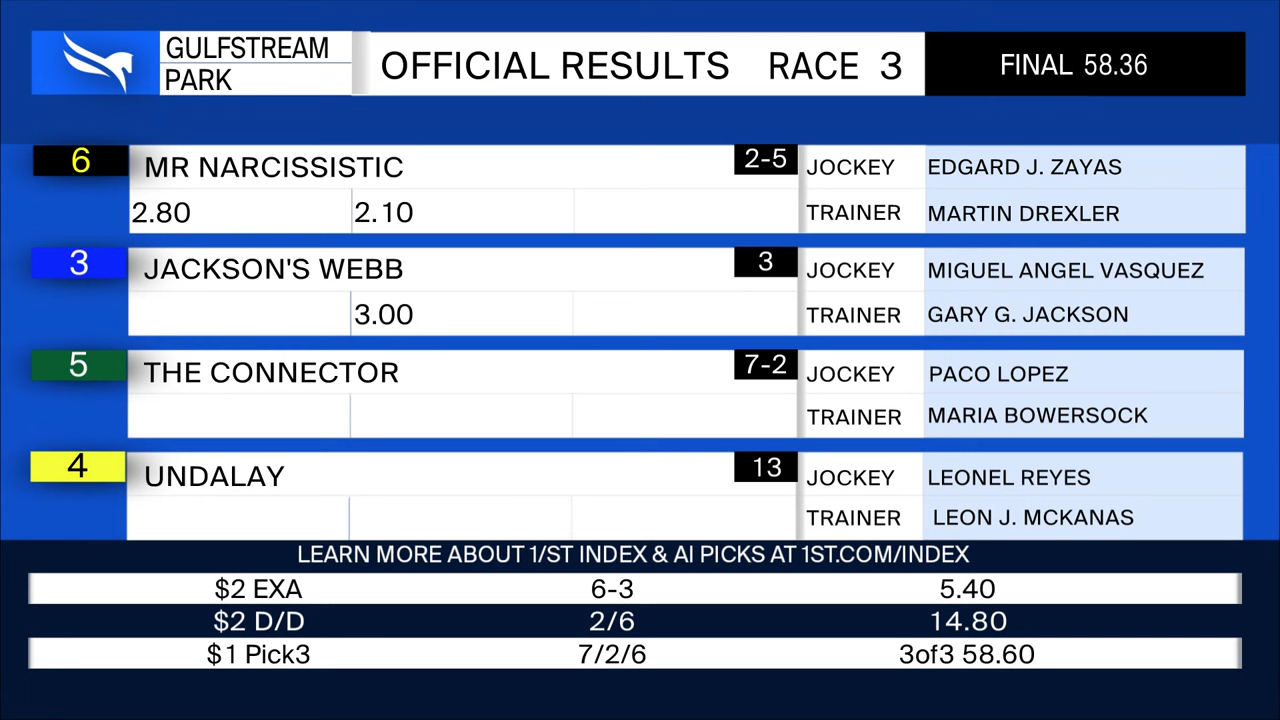 GULFSTREAM
PARK
OFFICIAL RESULTS RACE 3
FINAL 58.36
6 MR NARCISSISTIC 2-5 JOCKEY EDGARD J. ZAYAS
2.80 2.10 TRAINER MARTIN DREXLER
3 JACKSON'S WEBB 3 JOCKEY MIGUEL ANGEL VASQUEZ
3.00 TRAINER GARY G. JACKSON
5 THE CONNECTOR 7-2 JOCKEY PACO LOPEZ
TRAINER MARIA BOWERSOCK
4 UNDALAY 13 JOCKEY LEONEL REYES
TRAINER LEON J. MCKANAS
LEARN MORE ABOUT 1/ST INDEX & AI PICKS AT 1ST.COM/INDEX
$2 EXA 6-3 5.40
$2 D/D 2/6 14.80
$1 Pick3 7/2/6 3of3 58.60